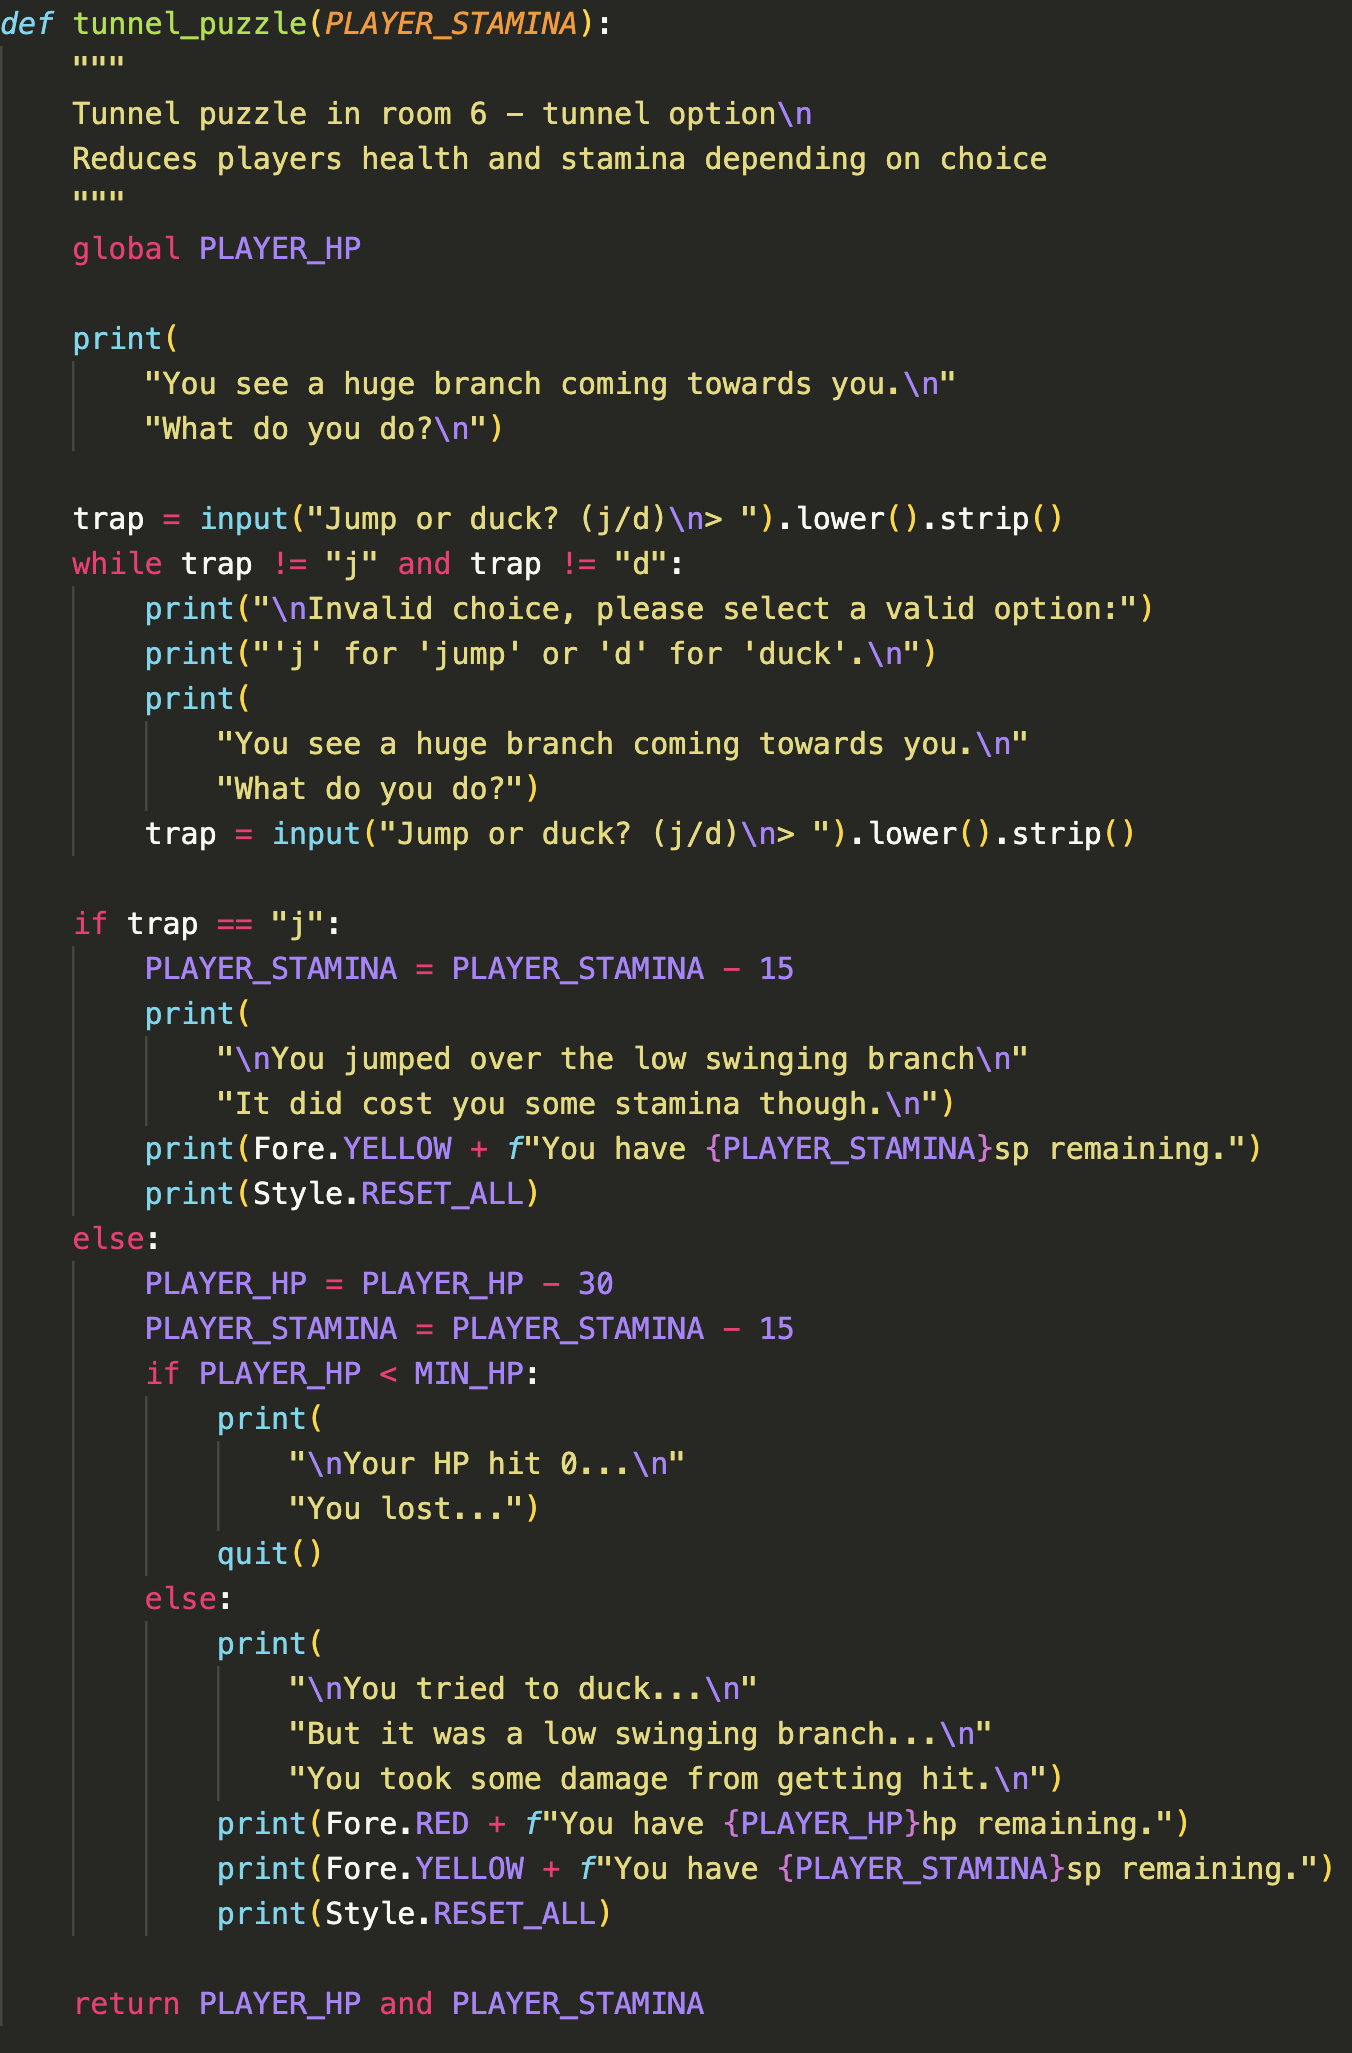 def tunnel_puzzle(PLAYER_STAMINA):
    """
    Tunnel puzzle in room 6 – tunnel option\n
    Reduces players health and stamina depending on choice
    """
    global PLAYER_HP

    print(
        "You see a huge branch coming towards you.\n"
        "What do you do?\n")

    trap = input("Jump or duck? (j/d)\n> ").lower().strip()
    while trap != "j" and trap != "d":
        print("\nInvalid choice, please select a valid option:")
        print("'j' for 'jump' or 'd' for 'duck'.\n")
        print(
            "You see a huge branch coming towards you.\n"
            "What do you do?")
        trap = input("Jump or duck? (j/d)\n> ").lower().strip()

    if trap == "j":
        PLAYER_STAMINA = PLAYER_STAMINA - 15
        print(
            "\nYou jumped over the low swinging branch\n"
            "It did cost you some stamina though.\n")
        print(Fore.YELLOW + f"You have {PLAYER_STAMINA}sp remaining.")
        print(Style.RESET_ALL)
    else:
        PLAYER_HP = PLAYER_HP - 30
        PLAYER_STAMINA = PLAYER_STAMINA - 15
        if PLAYER_HP < MIN_HP:
            print(
                "\nYour HP hit 0...\n"
                "You lost...")
            quit()
        else:
            print(
                "\nYou tried to duck...\n"
                "But it was a low swinging branch...\n"
                "You took some damage from getting hit.\n")
            print(Fore.RED + f"You have {PLAYER_HP}hp remaining.")
            print(Fore.YELLOW + f"You have {PLAYER_STAMINA}sp remaining.")
            print(Style.RESET_ALL)

    return PLAYER_HP and PLAYER_STAMINA